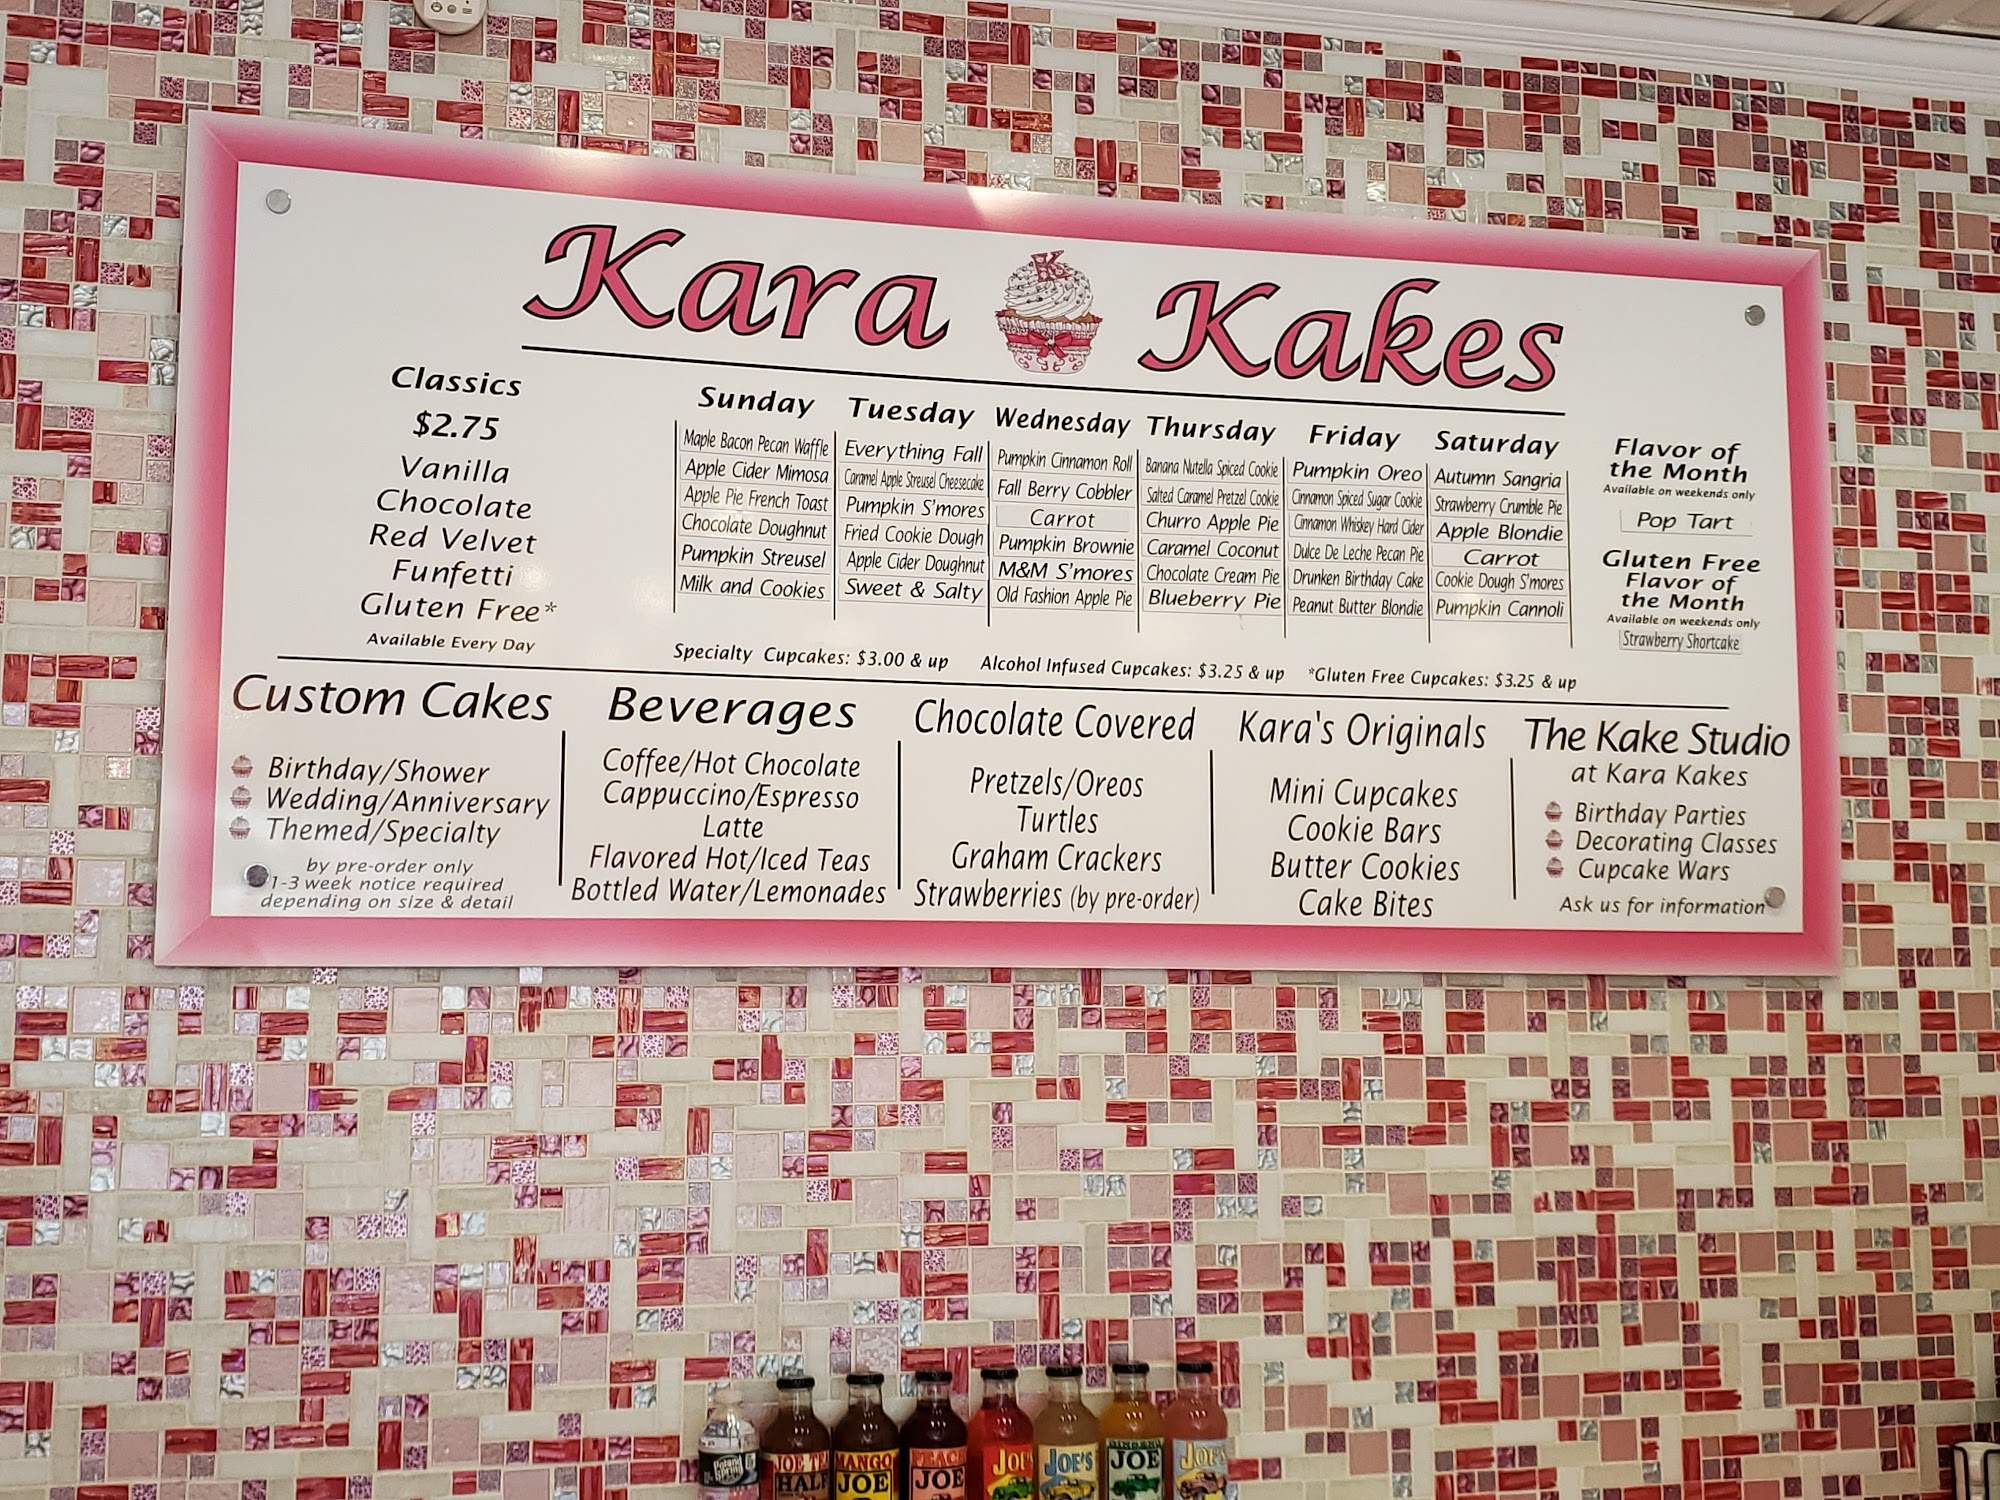 Kara Kakes
Classics
$2.75
Vanilla
Chocolate
Red Velvet
Funfetti
Gluten Free*
Available Every Day
Sunday
Maple Bacon Pecan Waffle
Apple Cider Mimosa
Apple Pie French Toast
Chocolate Doughnut
Pumpkin Streusel
Milk and Cookies
Tuesday
Everything Fall
Caramel Apple Streusel Cheesecake
Pumpkin S'mores
Fried Cookie Dough
Apple Cider Doughnut
Sweet & Salty
Wednesday
Pumpkin Cinnamon Roll
Fall Berry Cobbler
Carrot
Pumpkin Brownie
M&M S'mores
Old Fashion Apple Pie
Thursday
Banana Nutella Spiced Cookie
Salted Caramel Pretzel Cookie
Churro Apple Pie
Caramel Coconut
Chocolate Cream Pie
Blueberry Pie
Friday
Pumpkin Oreo
Cinnamon Spiced Sugar Cookie
Cinnamon Whiskey Hard Cider
Dulce De Leche Pecan Pie
Drunken Birthday Cake
Peanut Butter Blondie
Saturday
Autumn Sangria
Strawberry Crumble Pie
Apple Blondie
Carrot
Cookie Dough S'mores
Pumpkin Cannoli
Flavor of
the Month
Available on weekends only
Pop Tart
Gluten Free
Flavor of
the Month
Available on weekends only
Strawberry Shortcake
Specialty Cupcakes: $3.00 & up Alcohol Infused Cupcakes: $3.25 & up *Gluten Free Cupcakes: $3.25 & up
Custom Cakes
Birthday/Shower
Wedding/Anniversary
Themed/Specialty
by pre-order only
1-3 week notice required
depending on size & detail
Beverages
Coffee/Hot Chocolate
Cappuccino/Espresso
Latte
Flavored Hot/Iced Teas
Bottled Water/Lemonades
Chocolate Covered
Pretzels/Oreos
Turtles
Graham Crackers
Strawberries (by pre-order)
Kara's Originals
Mini Cupcakes
Cookie Bars
Butter Cookies
Cake Bites
The Kake Studio
at Kara Kakes
Birthday Parties
Decorating Classes
Cupcake Wars
Ask us for information
Poland
Spring
JOE TE
HALF
MANGO
JOE
PEACH
JOE
JOE'S
JOE'S
GINSENG
JOE
JOE'S